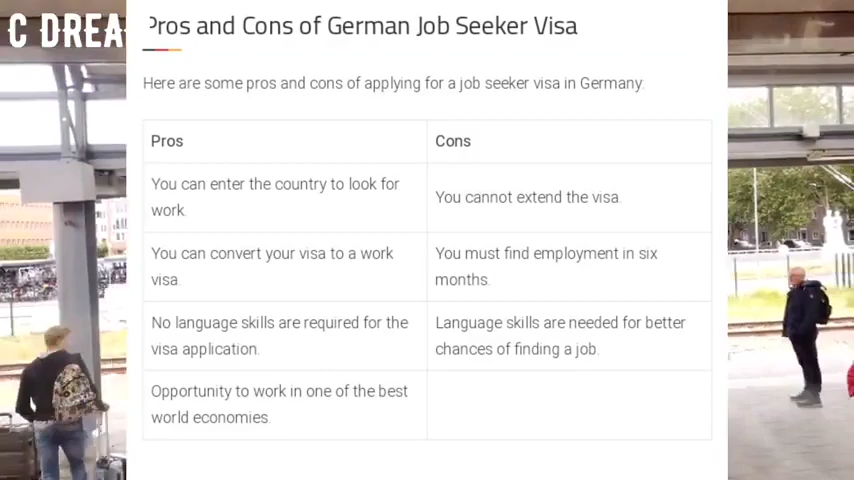 C DREA
Pros and Cons of German Job Seeker Visa
Here are some pros and cons of applying for a job seeker visa in Germany:
Pros
Cons
You can enter the country to look for
work.
You cannot extend the visa.
You can convert your visa to a work
visa.
You must find employment in six
months.
No language skills are required for the
visa application.
Language skills are needed for better
chances of finding a job.
Opportunity to work in one of the best
world economies.